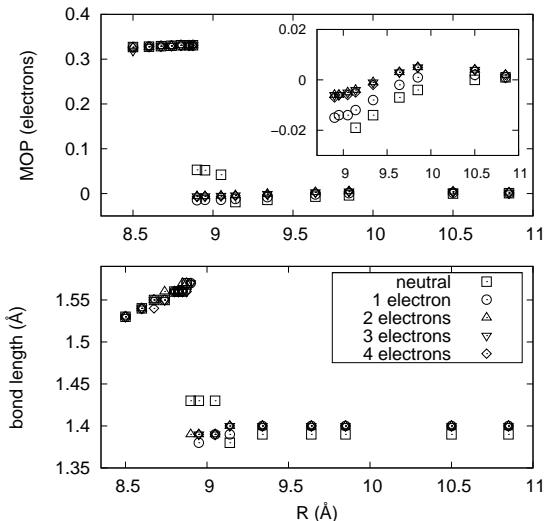 MOP (electrons)
0.4
0.3
0.2
0.1
0
8.5 9 9.5 10 10.5 11
0.02
0
−0.02
9 9.5 10 10.5 11
bond length (Å)
1.55
1.5
1.45
1.4
1.35
neutral
1 electron
2 electrons
3 electrons
4 electrons
8.5 9 9.5 10 10.5 11
R (Å)